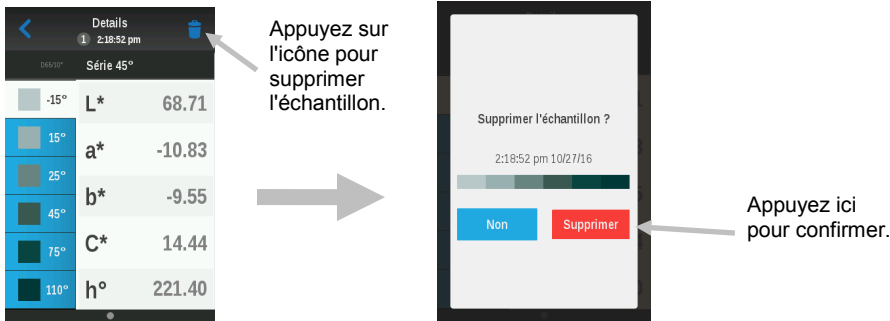 Details
1 2:18:52 pm
D65/10°
Série 45°
-15°
15°
25°
45°
75°
110°
L* 68.71
a* -10.83
b* -9.55
C* 14.44
h° 221.40
Appuyez sur
l'icône pour
supprimer
l'échantillon.
Supprimer l'échantillon ?
2:18:52 pm 10/27/16
Non
Supprimer
Appuyez ici
pour confirmer.